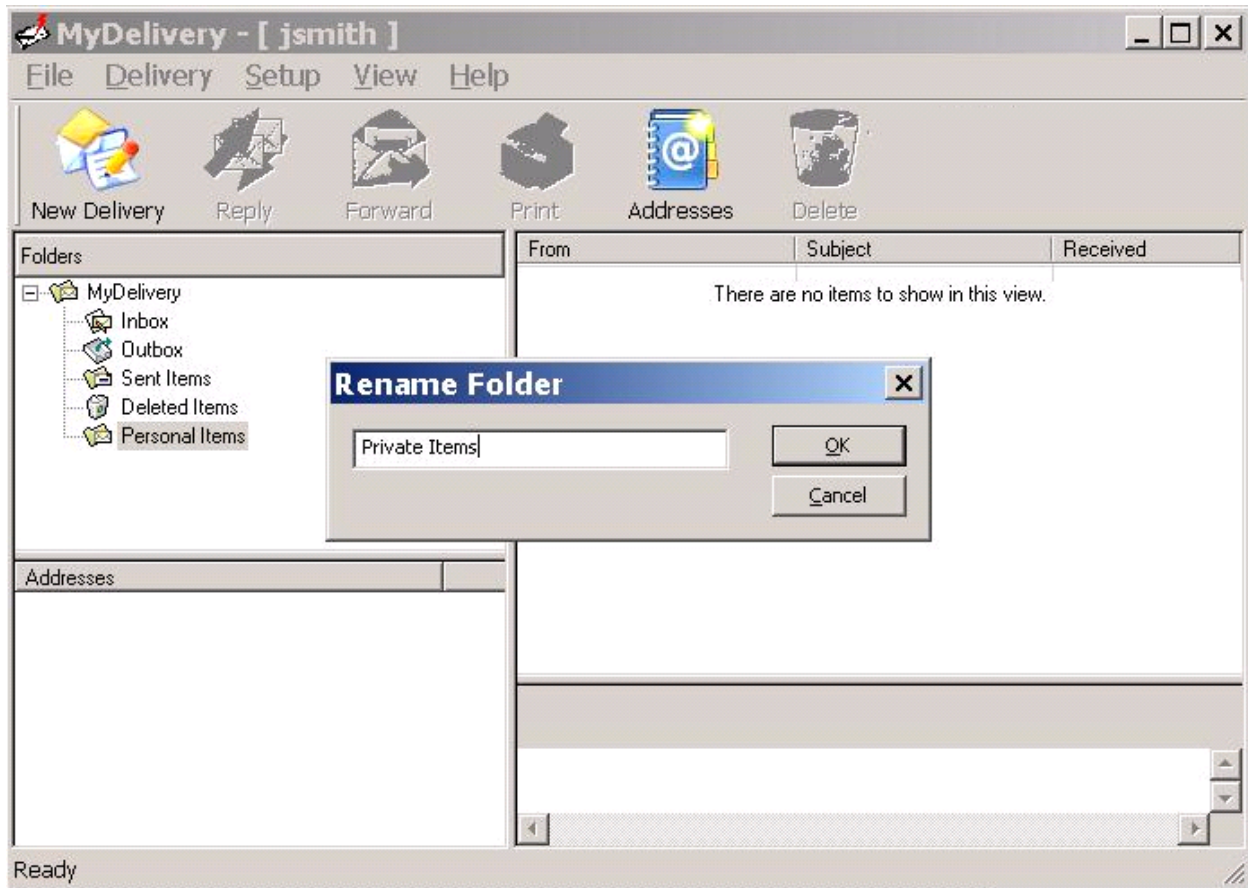 MyDelivery - [ jsmith ]
File Delivery Setup View Help
New Delivery Reply Forward Print Addresses Delete
Folders
From Subject Received
There are no items to show in this view.
MyDelivery
Inbox
Outbox
Sent Items
Deleted Items
Personal Items
Rename Folder
Private Items
OK
Cancel
Addresses
Ready